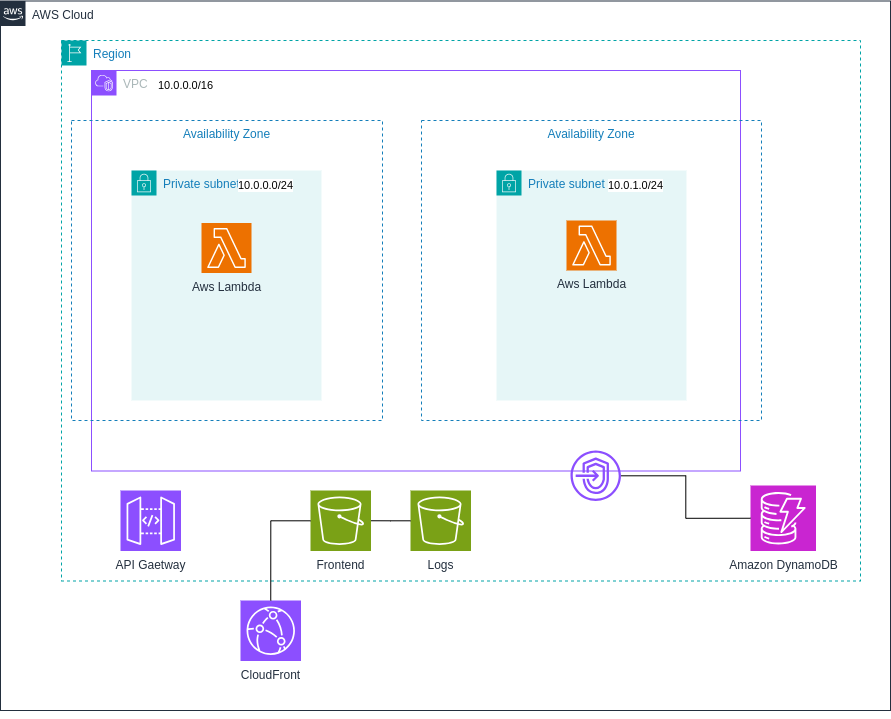 aws
AWS Cloud
Region
VPC 10.0.0.0/16
Availability Zone
Availability Zone
Private subnet 10.0.0.0/24
Private subnet 10.0.1.0/24
Aws Lambda
Aws Lambda
</>
API Gaetway
Frontend
Logs
Amazon DynamoDB
CloudFront